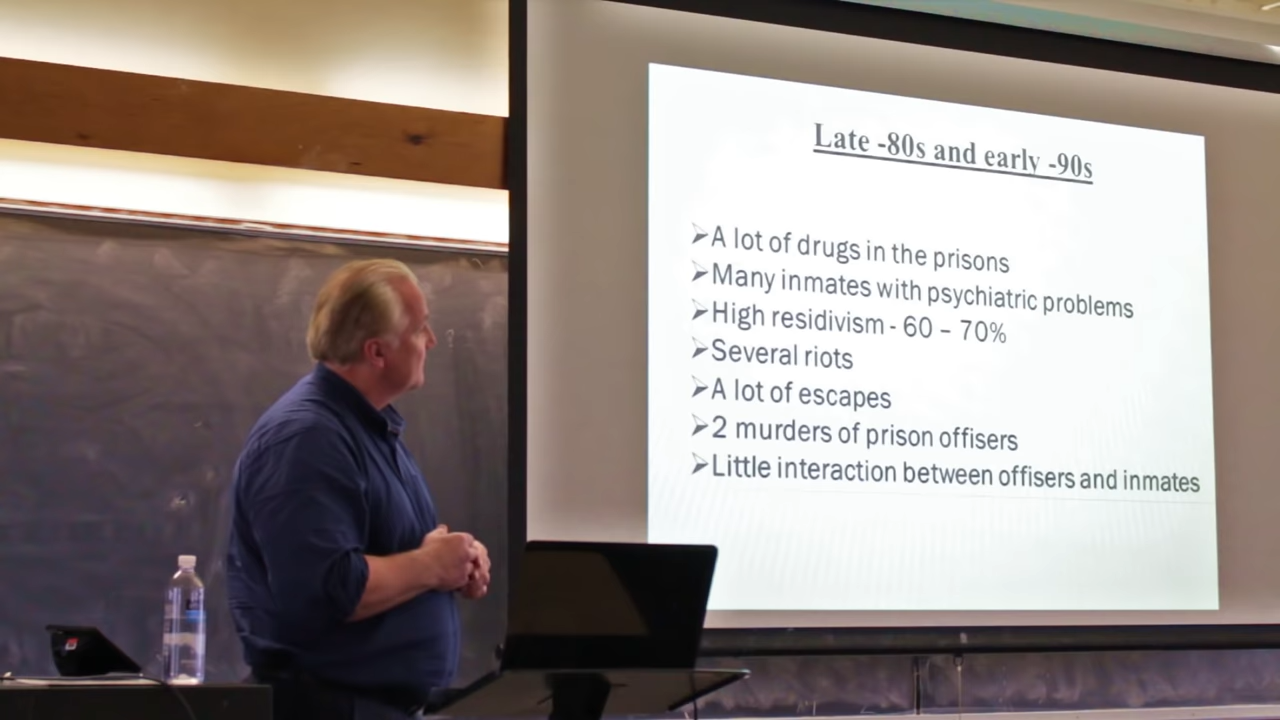 Late -80s and early -90s
➢A lot of drugs in the prisons
➢Many inmates with psychiatric problems
➢High residivism - 60 – 70%
➢Several riots
➢A lot of escapes
➢2 murders of prison offisers
➢Little interaction between offisers and inmates